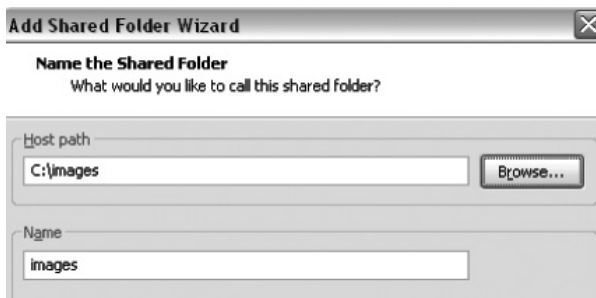 Add Shared Folder Wizard
Name the Shared Folder
What would you like to call this shared folder?
Host path
C:\images
Browse...
Name
images